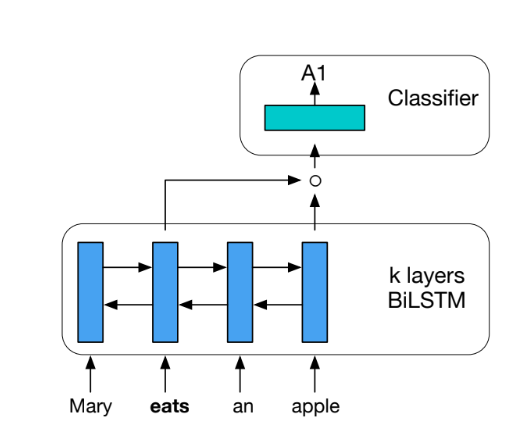 A1
Classifier
k layers
BiLSTM
Mary eats an apple